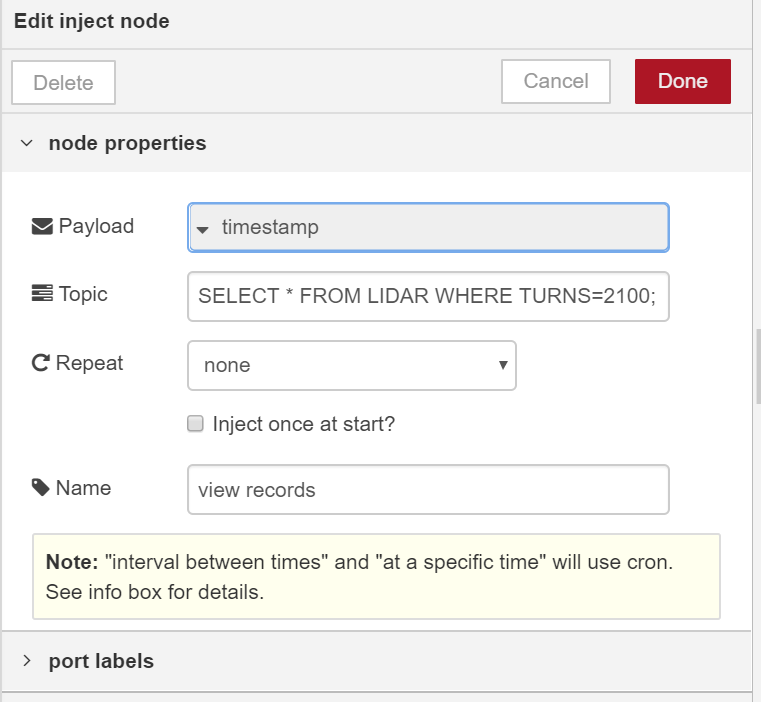 Edit inject node
Delete
Cancel
Done
node properties
Payload
timestamp
Topic
SELECT * FROM LIDAR WHERE TURNS=2100;
Repeat
none
Inject once at start?
Name
view records
Note: "interval between times" and "at a specific time" will use cron.
See info box for details.
port labels